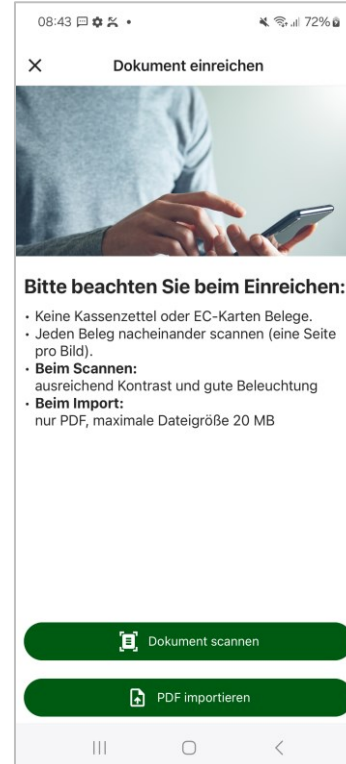 08:43 72%
Dokument einreichen
Bitte beachten Sie beim Einreichen:
• Keine Kassenzettel oder EC-Karten Belege.
• Jeden Beleg nacheinander scannen (eine Seite
pro Bild).
• Beim Scannen:
ausreichend Kontrast und gute Beleuchtung
• Beim Import:
nur PDF, maximale Dateigröße 20 MB
Dokument scannen
PDF importieren